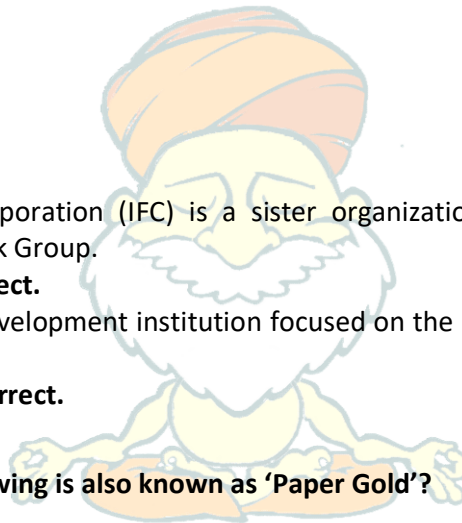 poration (IFC) is a sister organizatio
k Group.
ect.
velopment institution focused on the
rrect.
wing is also known as ‘Paper Gold’?